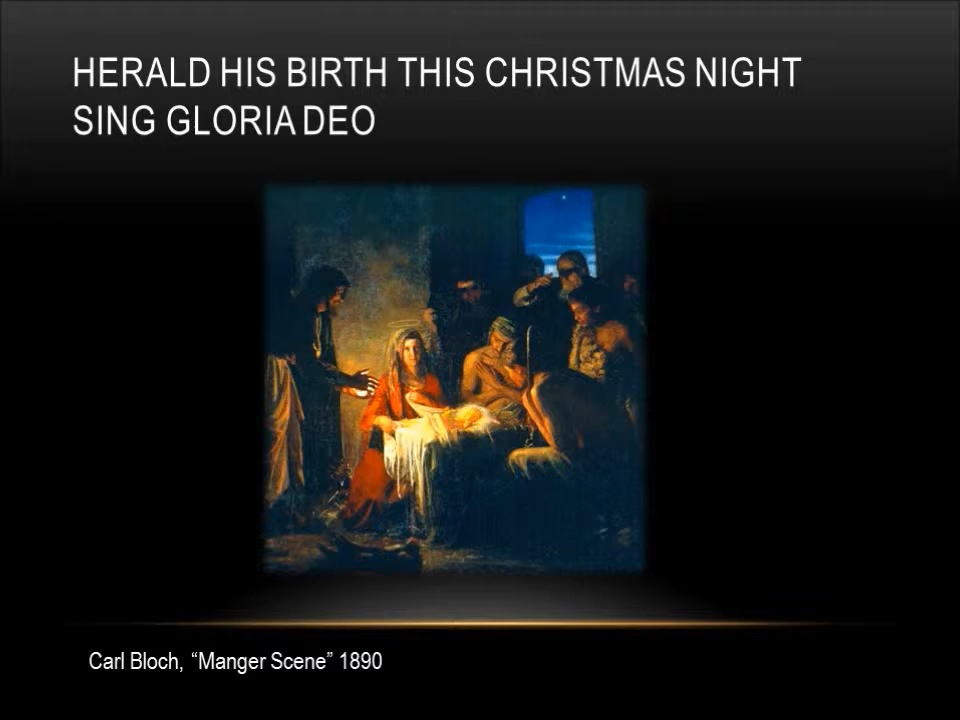 HERALD HIS BIRTH THIS CHRISTMAS NIGHT
SING GLORIA DEO
Carl Bloch, “Manger Scene” 1890